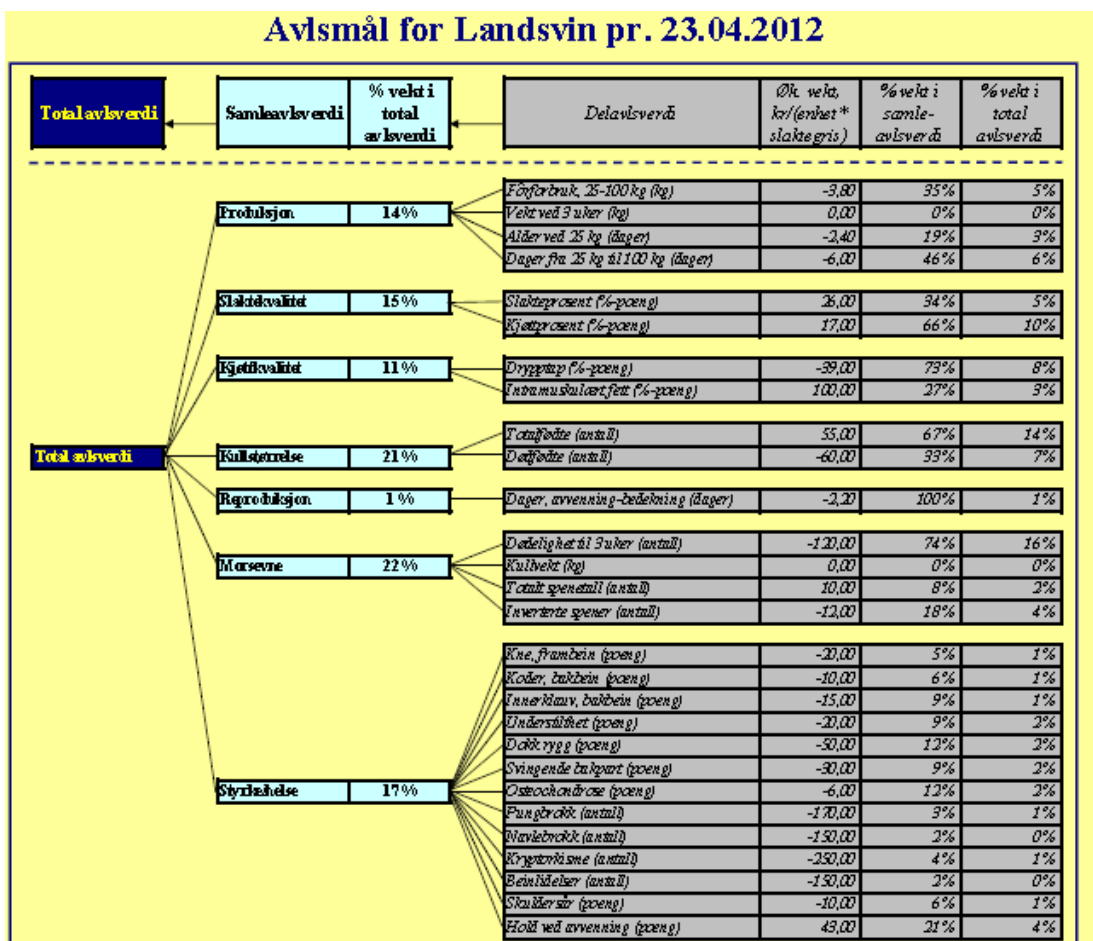 Avlsmål for Landsvin pr. 23.04.2012
Total avlsverdi Samleavlsverdi % vekt i total avlsverdi Delavlsverdi Øk. vekt, kr/(enhet * slaktegris) % vekt i samle-avlsverdi % vekt i total avlsverdi
Produksjon 14%
Fôrforbruk, 25-100 kg (kg) -3,80 35% 5%
Vekt ved 3 uker (kg) 0,00 0% 0%
Alder ved 25 kg (dager) -2,40 19% 3%
Dager fra 25 kg til 100 kg (dager) -6,00 46% 6%
Slaktekvalitet 15%
Slakteprosent (%-poeng) 26,00 34% 5%
Kjøttprosent (%-poeng) 17,00 66% 10%
Kjøttkvalitet 11%
Drypptap (%-poeng) -39,00 73% 8%
Intramuskulært fett (%-poeng) 100,00 27% 3%
Total avlsverdi
Kullstørrelse 21%
Totalfødte (antall) 55,00 67% 14%
Dødfødte (antall) -60,00 33% 7%
Reproduksjon 1%
Dager, avvenning-bedekning (dager) -2,20 100% 1%
Morsevne 22%
Dødelighet til 3 uker (antall) -120,00 74% 16%
Kullvekt (kg) 0,00 0% 0%
Totalt spenetall (antall) 10,00 8% 2%
Inverterte spener (antall) -12,00 18% 4%
Styrke/helse 17%
Kne, frambein (poeng) -20,00 5% 1%
Koder, bakbein (poeng) -10,00 6% 1%
Innerklauv, bakbein (poeng) -15,00 9% 1%
Understilthet (poeng) -20,00 9% 2%
Dokk rygg (poeng) -50,00 12% 2%
Svingende bakpart (poeng) -30,00 9% 2%
Osteochondrose (poeng) -6,00 12% 2%
Pungbrokk (antall) -170,00 3% 1%
Navlebrokk (antall) -150,00 2% 0%
Kryptorkisme (antall) -250,00 4% 1%
Beinlidelser (antall) -150,00 2% 0%
Skuldersår (poeng) -10,00 6% 1%
Hold ved avvenning (poeng) 43,00 21% 4%